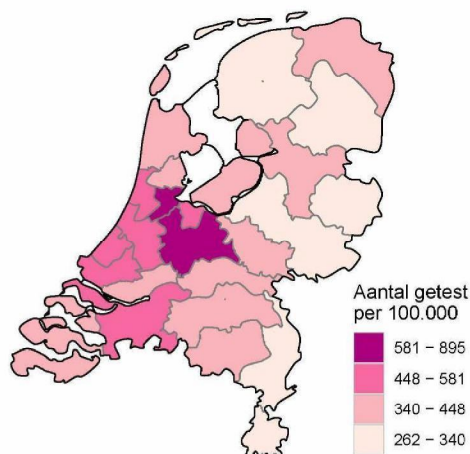 Aantal getest
per 100.000
581 – 895
448 – 581
340 – 448
262 – 340